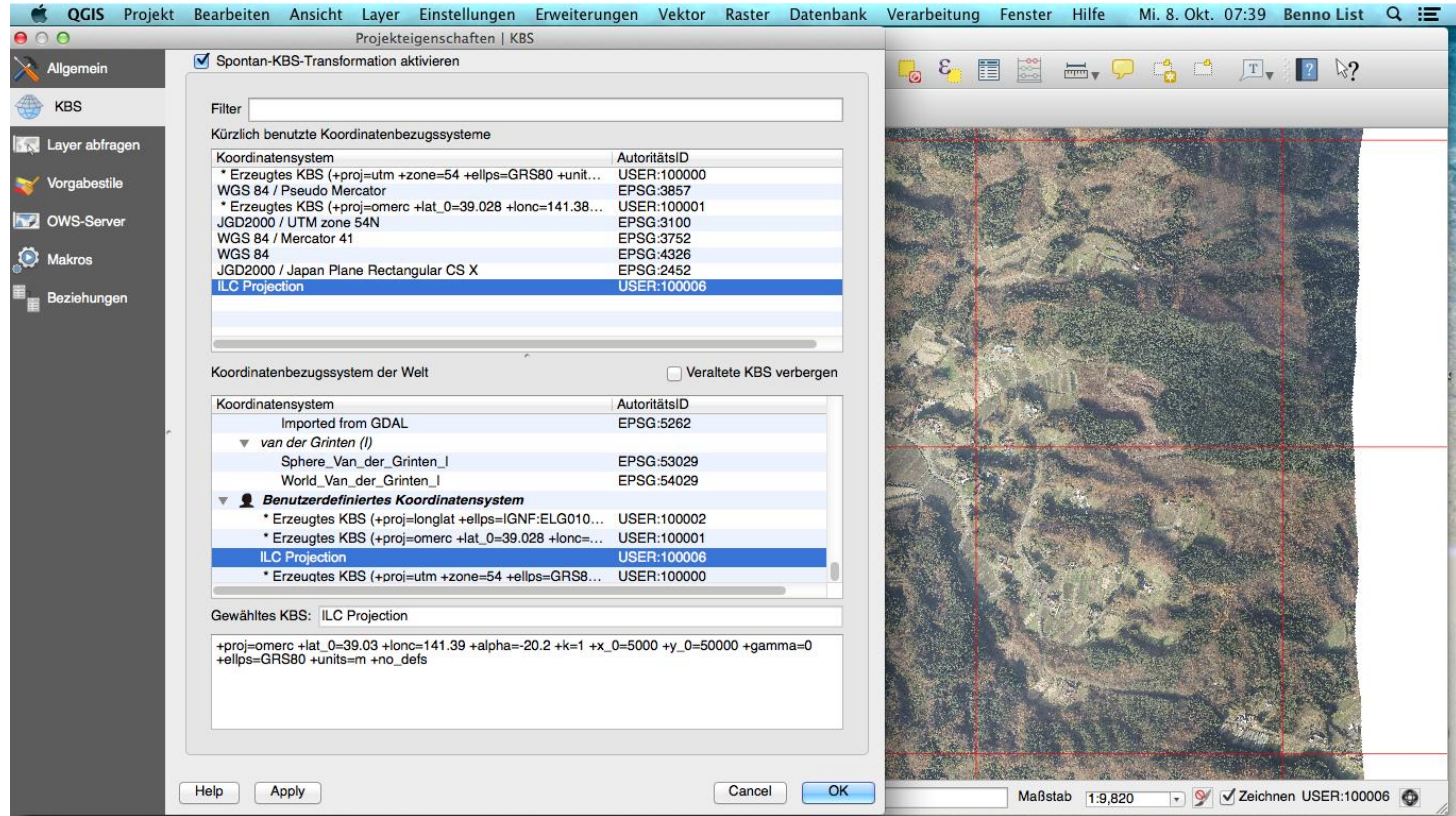 QGIS Projekt Bearbeiten Ansicht Layer Einstellungen Erweiterungen Vektor Raster Datenbank Verarbeitung Fenster Hilfe Mi. 8. Okt. 07:39 Benno List
Projekteigenschaften | KBS
Allgemein
KBS
Layer abfragen
Vorgabestile
OWS-Server
Makros
Beziehungen
Spontan-KBS-Transformation aktivieren
Filter
Kürzlich benutzte Koordinatenbezugssysteme
Koordinatensystem AutoritätsID
* Erzeugtes KBS (+proj=utm +zone=54 +ellps=GRS80 +unit... USER:100000
WGS 84 / Pseudo Mercator EPSG:3857
* Erzeugtes KBS (+proj=omerc +lat_0=39.028 +lonc=141.38... USER:100001
JGD2000 / UTM zone 54N EPSG:3100
WGS 84 / Mercator 41 EPSG:3752
WGS 84 EPSG:4326
JGD2000 / Japan Plane Rectangular CS X EPSG:2452
ILC Projection USER:100006
Koordinatenbezugssystem der Welt Veraltete KBS verbergen
Koordinatensystem AutoritätsID
Imported from GDAL EPSG:5262
van der Grinten (I)
Sphere_Van_der_Grinten_I EPSG:53029
World_Van_der_Grinten_I EPSG:54029
Benutzerdefiniertes Koordinatensystem
* Erzeugtes KBS (+proj=longlat +ellps=IGNF:ELG010... USER:100002
* Erzeugtes KBS (+proj=omerc +lat_0=39.028 +lonc=... USER:100001
ILC Projection USER:100006
* Erzeugtes KBS (+proj=utm +zone=54 +ellps=GRS8... USER:100000
Gewähltes KBS: ILC Projection
+proj=omerc +lat_0=39.03 +lonc=141.39 +alpha=-20.2 +k=1 +x_0=5000 +y_0=50000 +gamma=0
+ellps=GRS80 +units=m +no_defs
Help Apply Cancel OK
Maßstab 1:9,820 Zeichnen USER:100006